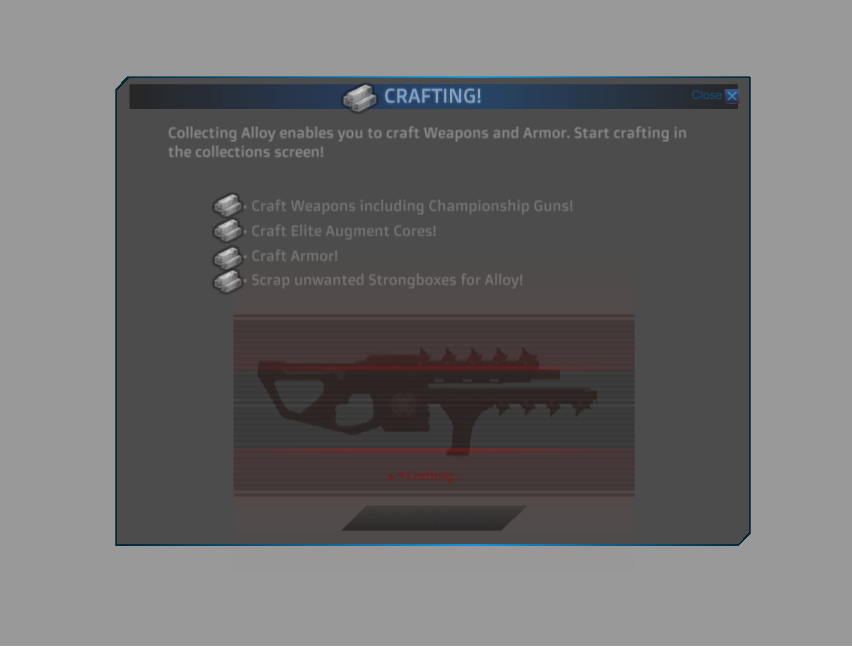 CRAFTING!
Close
Collecting Alloy enables you to craft Weapons and Armor. Start crafting in
the collections screen!
Craft Weapons including Championship Guns!
Craft Elite Augment Cores!
Craft Armor!
Scrap unwanted Strongboxes for Alloy!
Crafting...